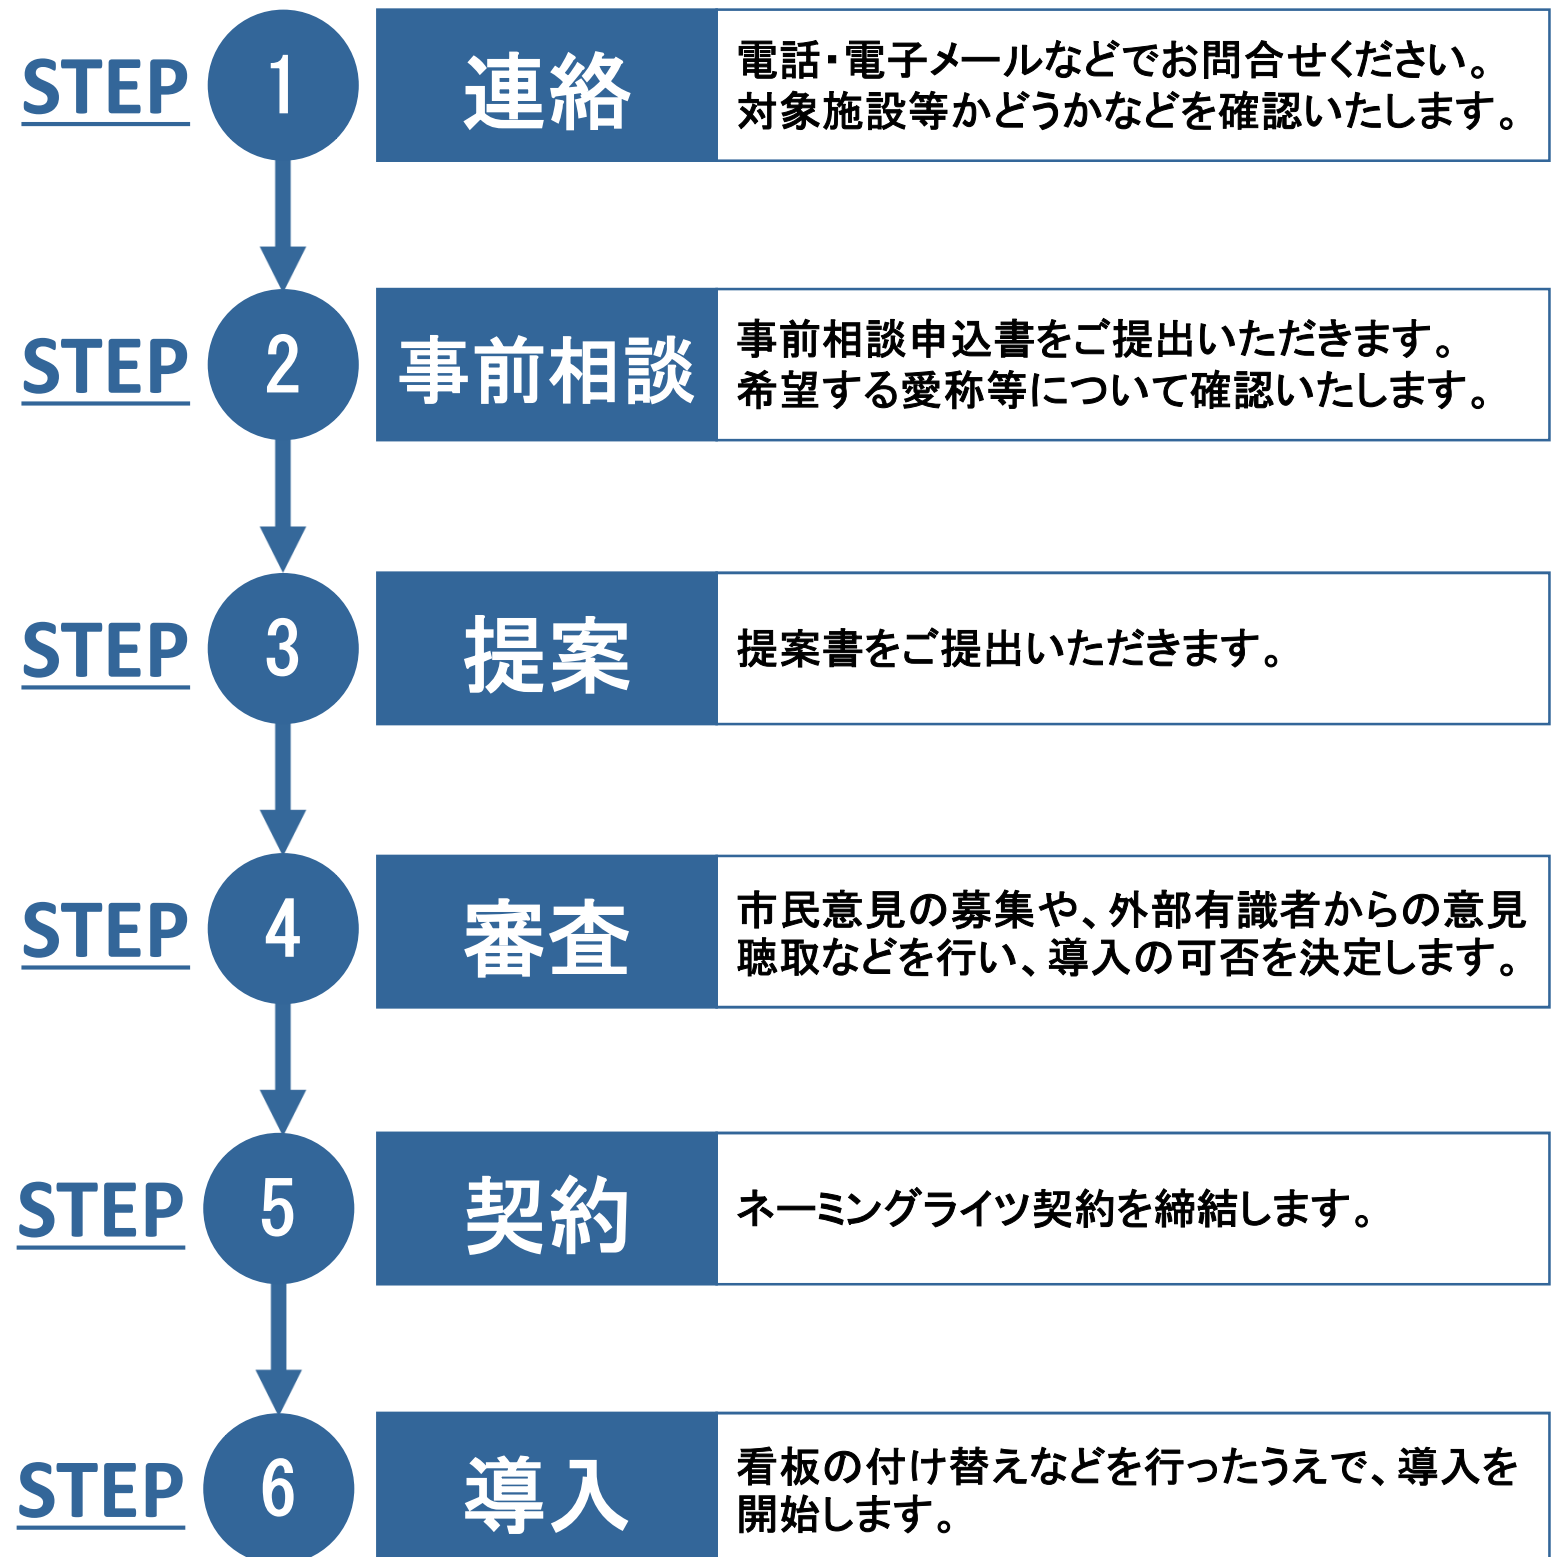 STEP 1 連絡
電話・電子メールなどでお問合せください。
対象施設等かどうかなどを確認いたします。
STEP 2 事前相談
事前相談申込書をご提出いただきます。
希望する愛称等について確認いたします。
STEP 3 提案
提案書をご提出いただきます。
STEP 4 審査
市民意見の募集や、外部有識者からの意見
聴取などを行い、導入の可否を決定します。
STEP 5 契約
ネーミングライツ契約を締結します。
STEP 6 導入
看板の付け替えなどを行ったうえで、導入を
開始します。